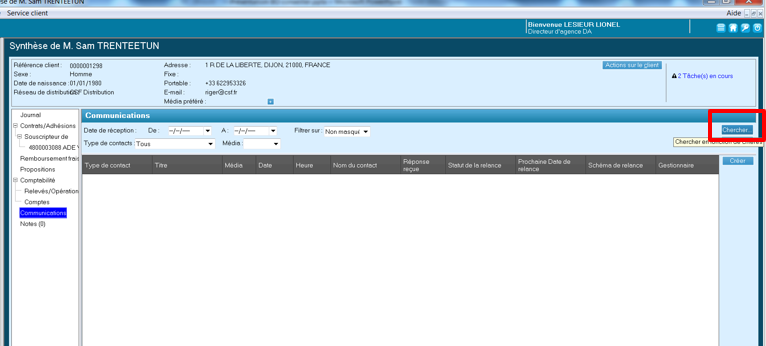 se de M. Sam TRENTEETUN
Service client
Aide
Bienvenue LESIEUR LIONEL
Directeur d'agence DA
Synthèse de M. Sam TRENTEETUN
Référence client : 0000001298
Adresse : 1 R DE LA LIBERTE, DIJON, 21000, FRANCE
Actions sur le client
Sexe : Homme
Fixe :
2 Tâche(s) en cours
Date de naissance : 01/01/1980
Portable : +33 622953326
Réseau de distribution Distribution
E-mail : riger@csf.fr
Média préféré :
Journal
Communications
Contrats/Adhésions
Date de réception : De : --/--/-- A : --/--/-- Filtrer sur : Non masqué
Chercher...
Souscripteur de
Type de contacts : Tous Média :
Chercher en fonction de critères
4800003088 ADE
Remboursement frais
Type de contact Titre Média Date Heure Nom du contact Réponse reçue Statut de la relance Prochaine Date de relance Schéma de relance Gestionnaire
Créer
Propositions
Comptabilité
Relevés/Opération
Comptes
Communications
Notes (0)